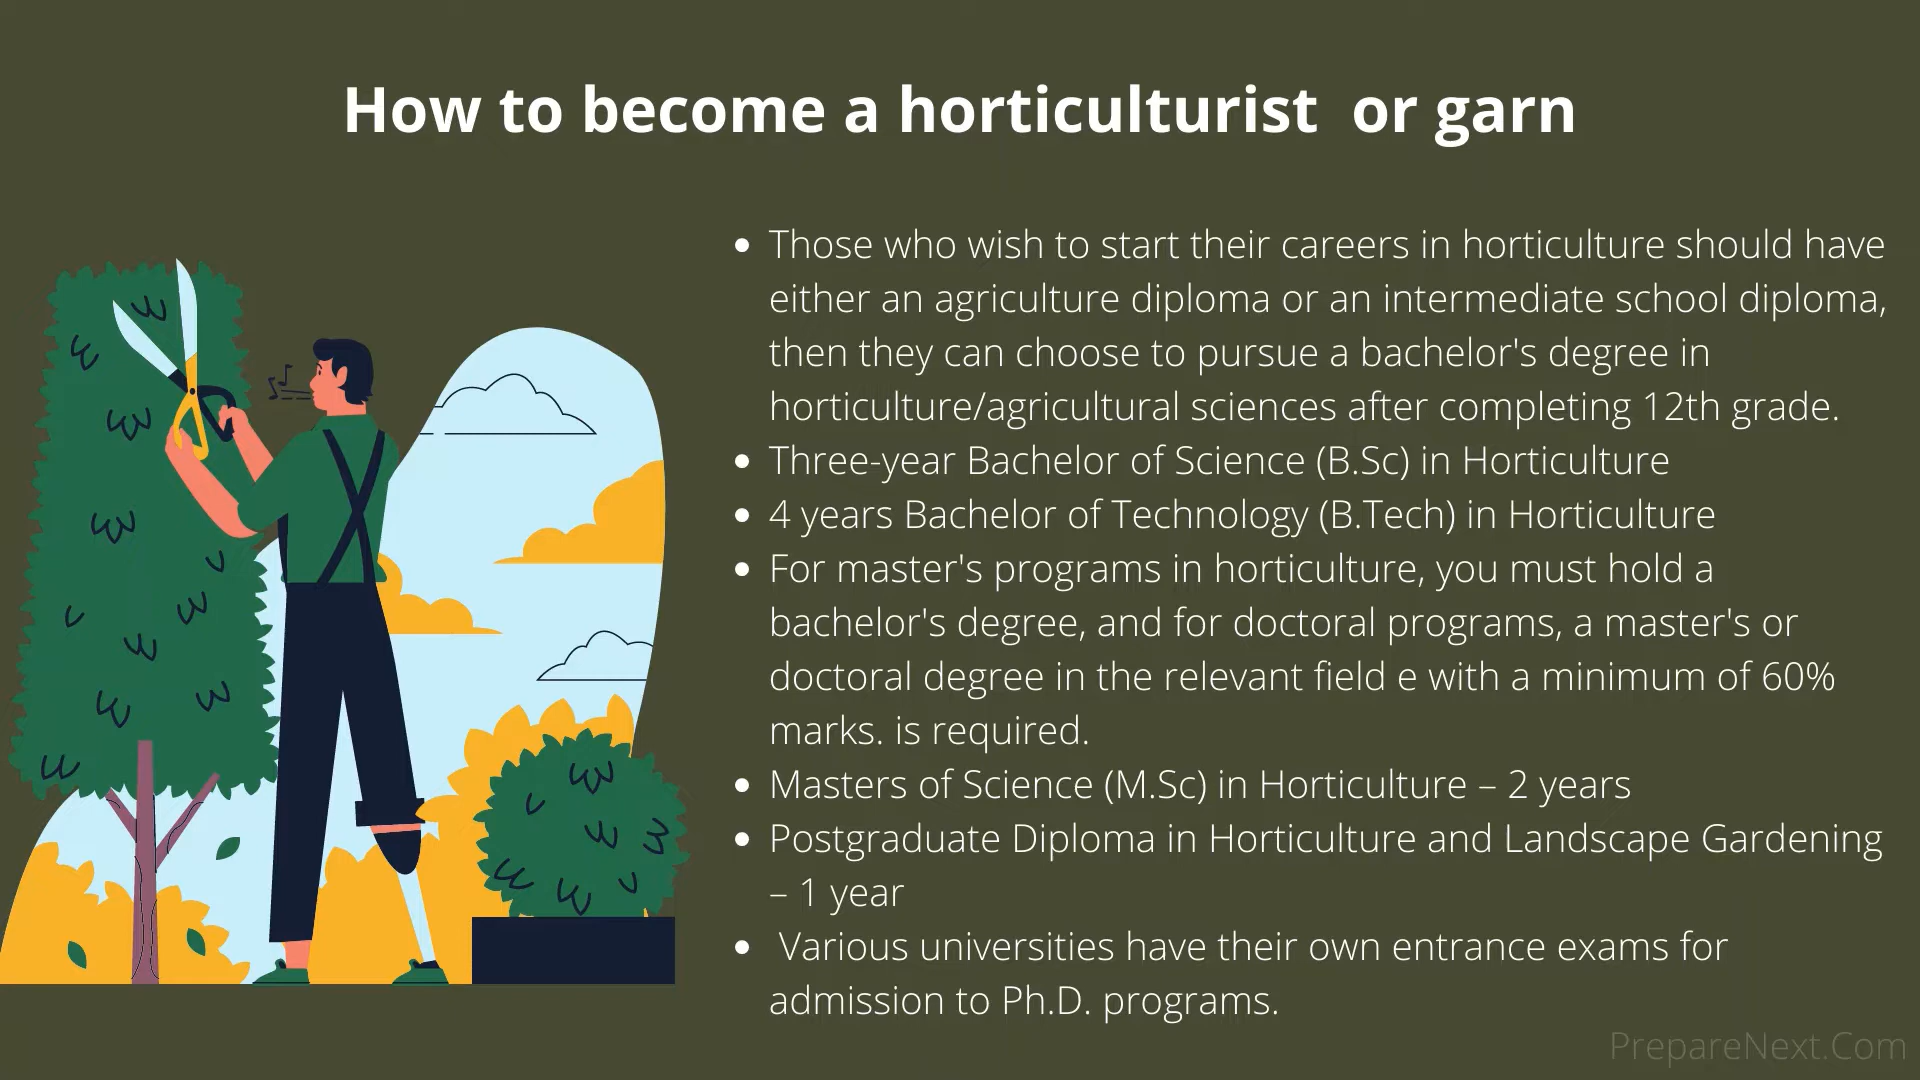 How to become a horticulturist  or garn
• Those who wish to start their careers in horticulture should have
either an agriculture diploma or an intermediate school diploma,
then they can choose to pursue a bachelor's degree in
horticulture/agricultural sciences after completing 12th grade.
• Three-year Bachelor of Science (B.Sc) in Horticulture
• 4 years Bachelor of Technology (B.Tech) in Horticulture
• For master's programs in horticulture, you must hold a
bachelor's degree, and for doctoral programs, a master's or
doctoral degree in the relevant field e with a minimum of 60%
marks. is required.
• Masters of Science (M.Sc) in Horticulture – 2 years
• Postgraduate Diploma in Horticulture and Landscape Gardening
– 1 year
• Various universities have their own entrance exams for
admission to Ph.D. programs.
PrepareNext.Com